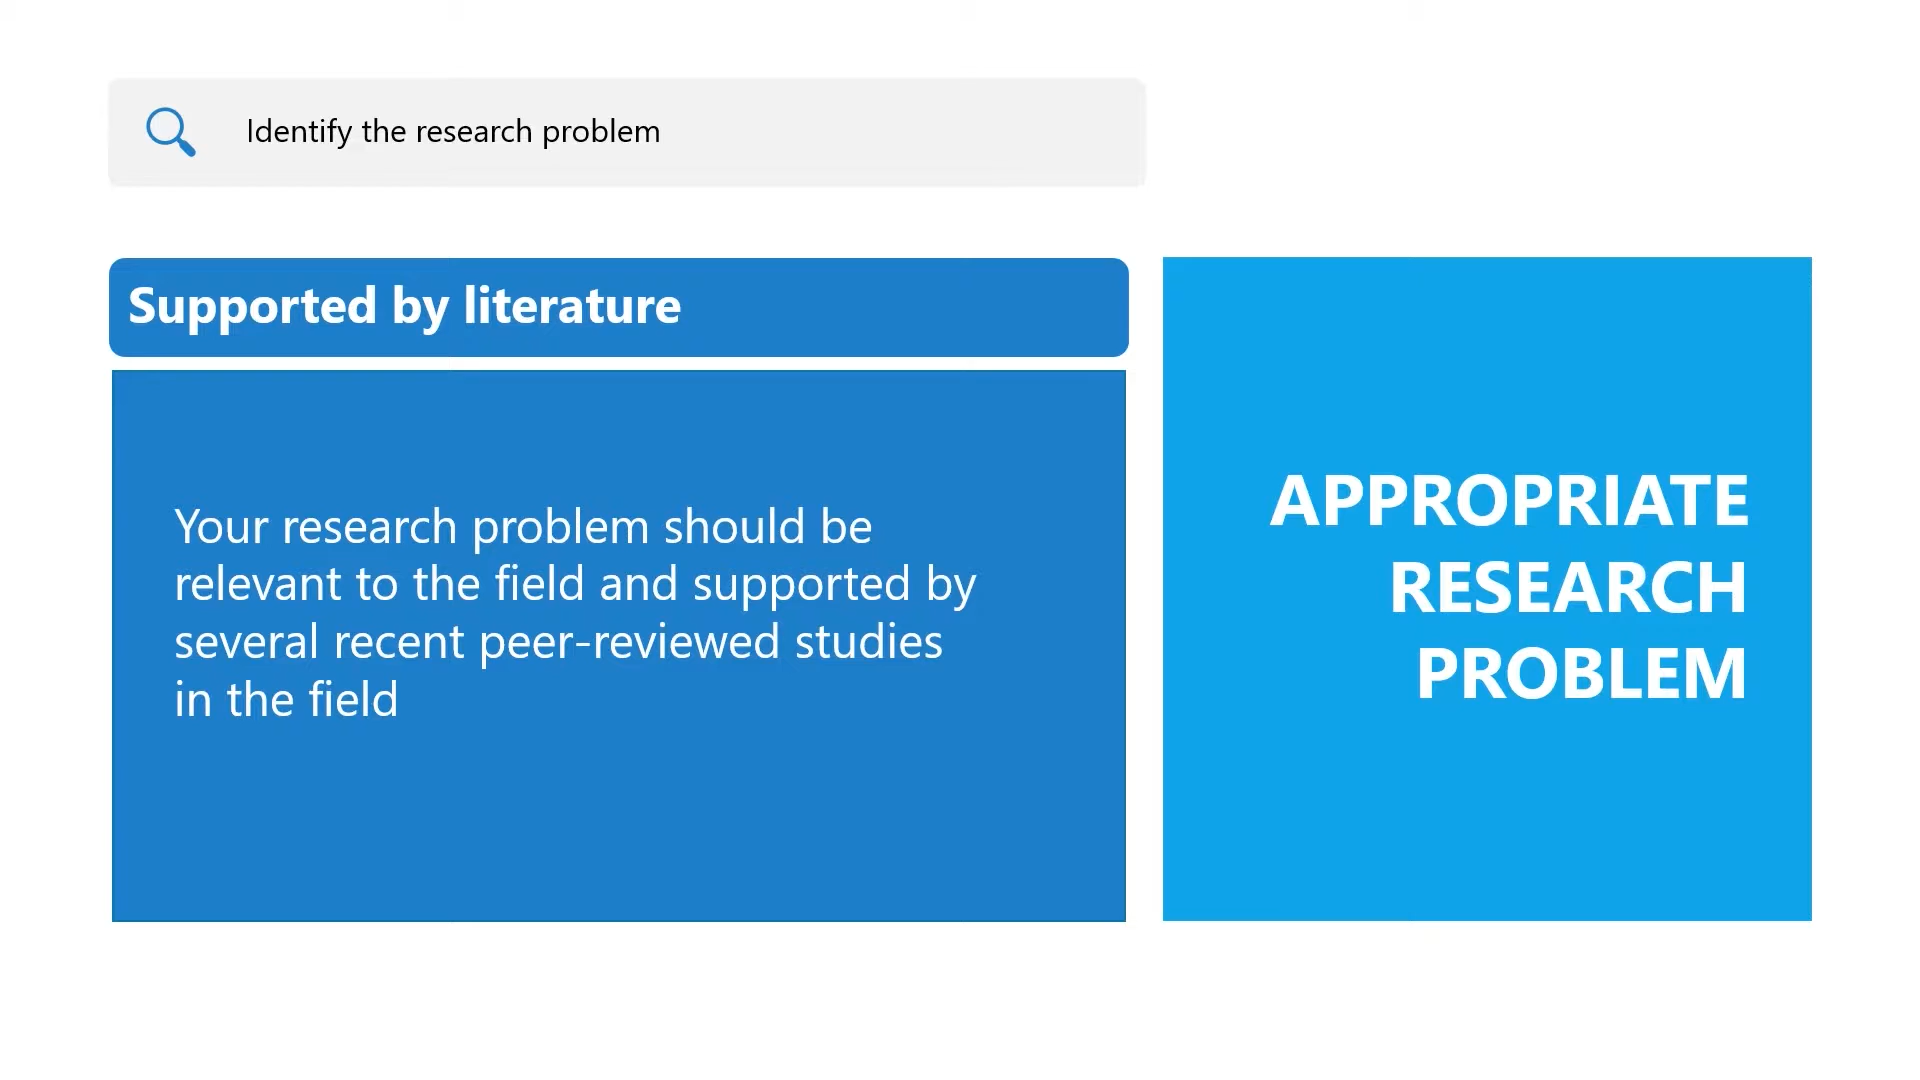 Identify the research problem
Supported by literature
Your research problem should be
relevant to the field and supported by
several recent peer-reviewed studies
in the field
APPROPRIATE
RESEARCH
PROBLEM